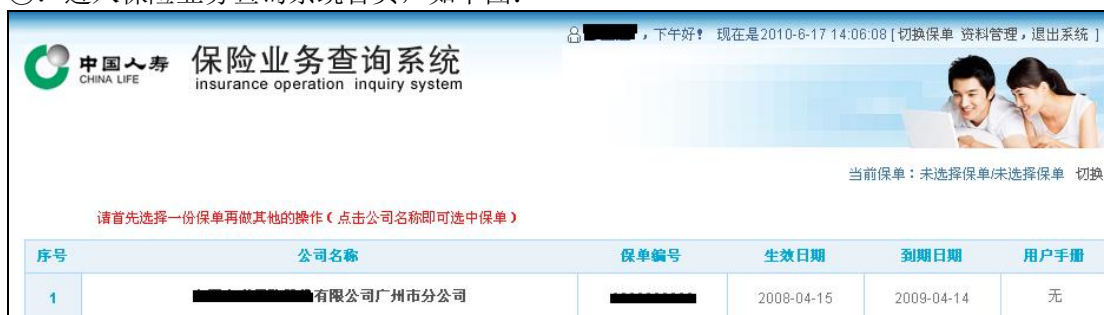 ，下午好！ 现在是2010-6-17 14:06:08 [ 切换保单 资料管理，退出系统 ]
中国人寿
CHINA LIFE
保险业务查询系统
insurance operation inquiry system
当前保单：未选择保单/未选择保单 切换
请首先选择一份保单再做其他的操作（点击公司名称即可选中保单）
序号 公司名称 保单编号 生效日期 到期日期 用户手册
1 有限公司广州市分公司 2008-04-15 2009-04-14 无